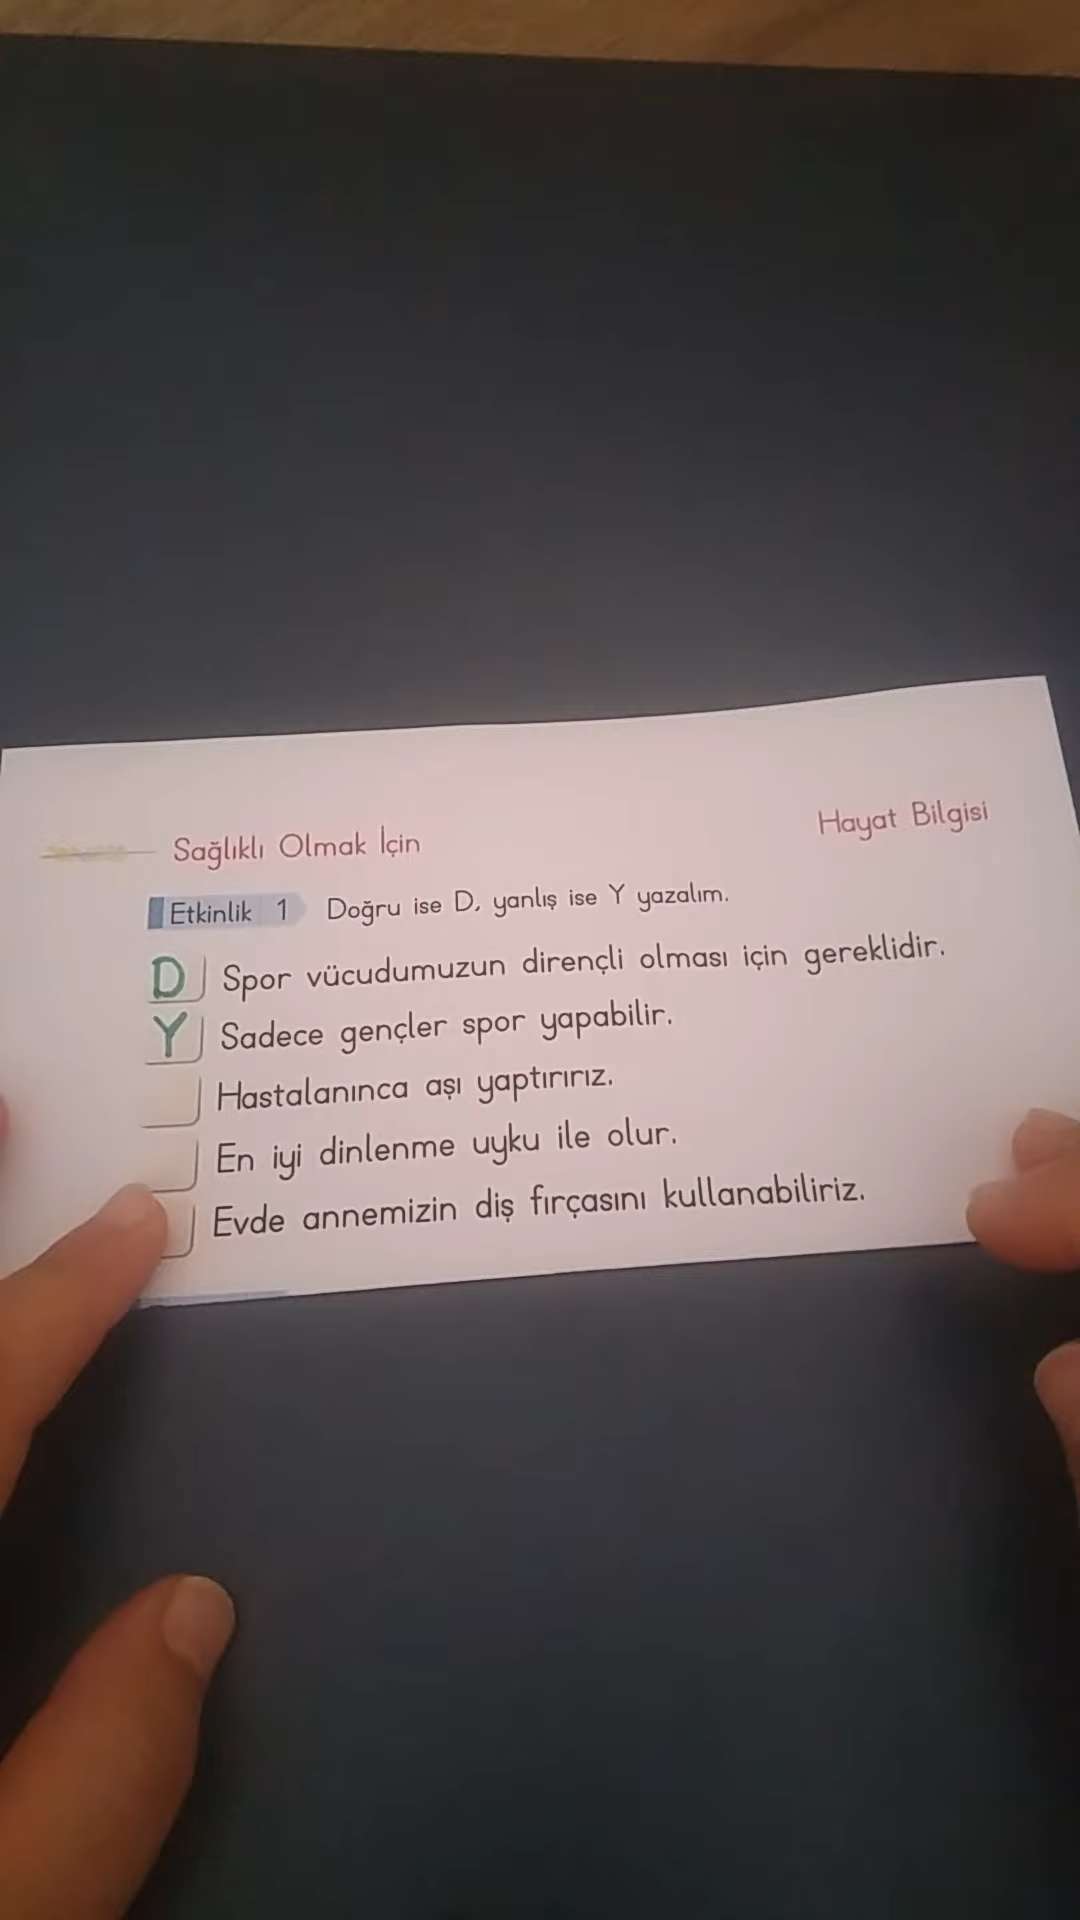 Sağlıklı Olmak İçin
Hayat Bilgisi
Etkinlik 1 Doğru ise D, yanlış ise Y yazalım.
D Spor vücudumuzun dirençli olması için gereklidir.
Y Sadece gençler spor yapabilir.
Hastalanınca aşı yaptırırız.
En iyi dinlenme uyku ile olur.
Evde annemizin diş fırçasını kullanabiliriz.